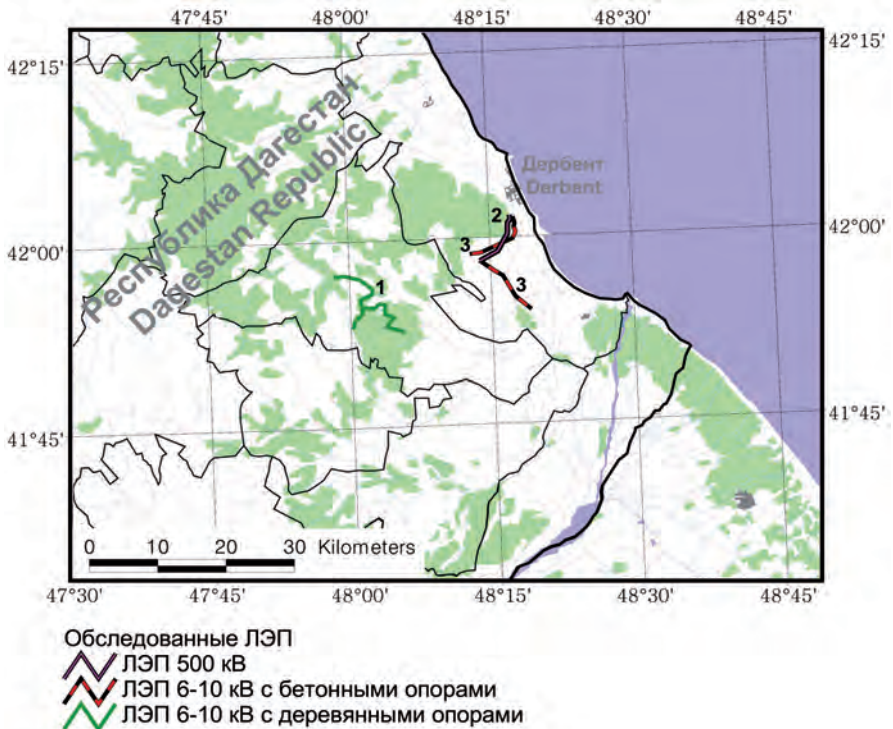 47°45' 48°00' 48°15' 48°30' 48°45'
42°15' 42°15'
Республика Дагестан
Dagestan Republic
Дербент
Derbent
2
42°00' 42°00'
3
1
3
41°45' 41°45'
0 10 20 30 Kilometers
47°30' 47°45' 48°00' 48°15' 48°30' 48°45'
Обследованные ЛЭП
ЛЭП 500 кВ
ЛЭП 6-10 кВ с бетонными опорами
ЛЭП 6-10 кВ с деревянными опорами